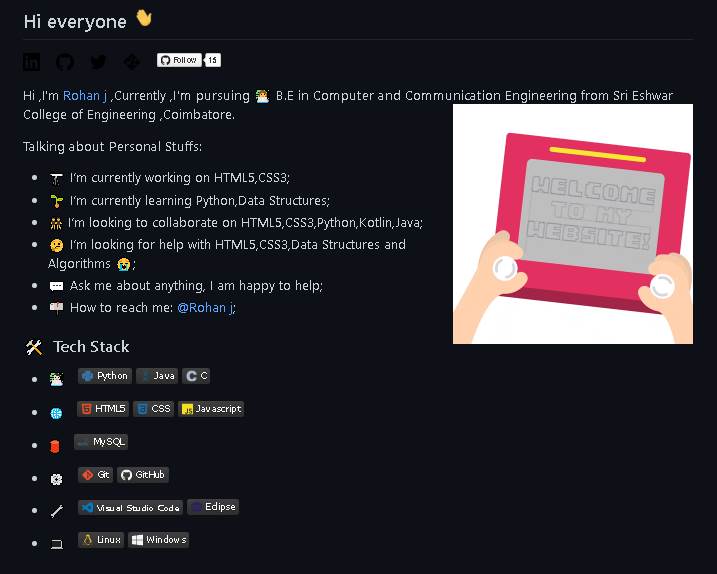 Hi everyone 👋
Follow 16
Hi ,I'm Rohan j ,Currently ,I'm pursuing 👨‍💻 B.E in Computer and Communication Engineering from Sri Eshwar
College of Engineering ,Coimbatore.
Talking about Personal Stuffs:
I'm currently working on HTML5,CSS3;
🌱 I'm currently learning Python,Data Structures;
I'm looking to collaborate on HTML5,CSS3,Python,Kotlin,Java;
🤔 I'm looking for help with HTML5,CSS3,Data Structures and
Algorithms 😭;
💬 Ask me about anything, I am happy to help;
How to reach me: @Rohan j;
WELCOME
TO MY
WEBSITE!
🛠 Tech Stack
Python Java C
HTML5 CSS JS Javascript
MySQL
Git GitHub
Visual Studio Code Eclipse
Linux Windows